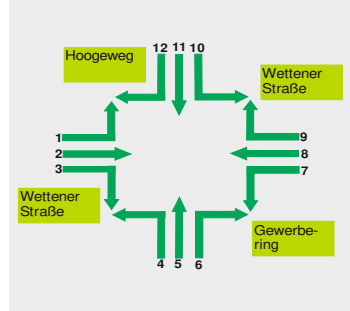 12 11 10
Hoogeweg
Wettener
Straße
1
2
3
9
8
7
Wettener
Straße
Gewerbe-
ring
4 5 6